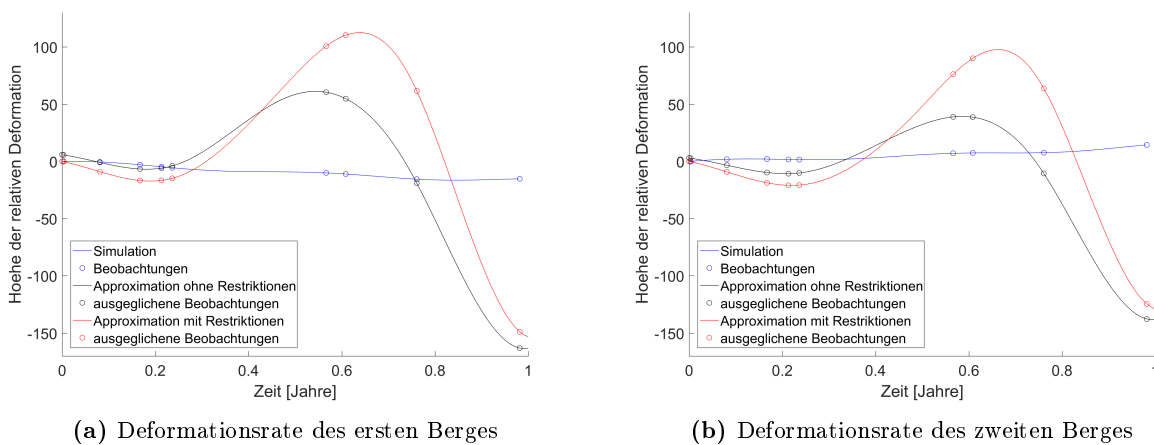 Hoehe der relativen Deformation
100
50
0
-50
-100
-150
Simulation
Beobachtungen
Approximation ohne Restriktionen
ausgeglichene Beobachtungen
Approximation mit Restriktionen
ausgeglichene Beobachtungen
0 0.2 0.4 0.6 0.8 1
Zeit [Jahre]
(a) Deformationsrate des ersten Berges
Hoehe der relativen Deformation
100
50
0
-50
-100
-150
Simulation
Beobachtungen
Approximation ohne Restriktionen
ausgeglichene Beobachtungen
Approximation mit Restriktionen
ausgeglichene Beobachtungen
0 0.2 0.4 0.6 0.8 1
Zeit [Jahre]
(b) Deformationsrate des zweiten Berges